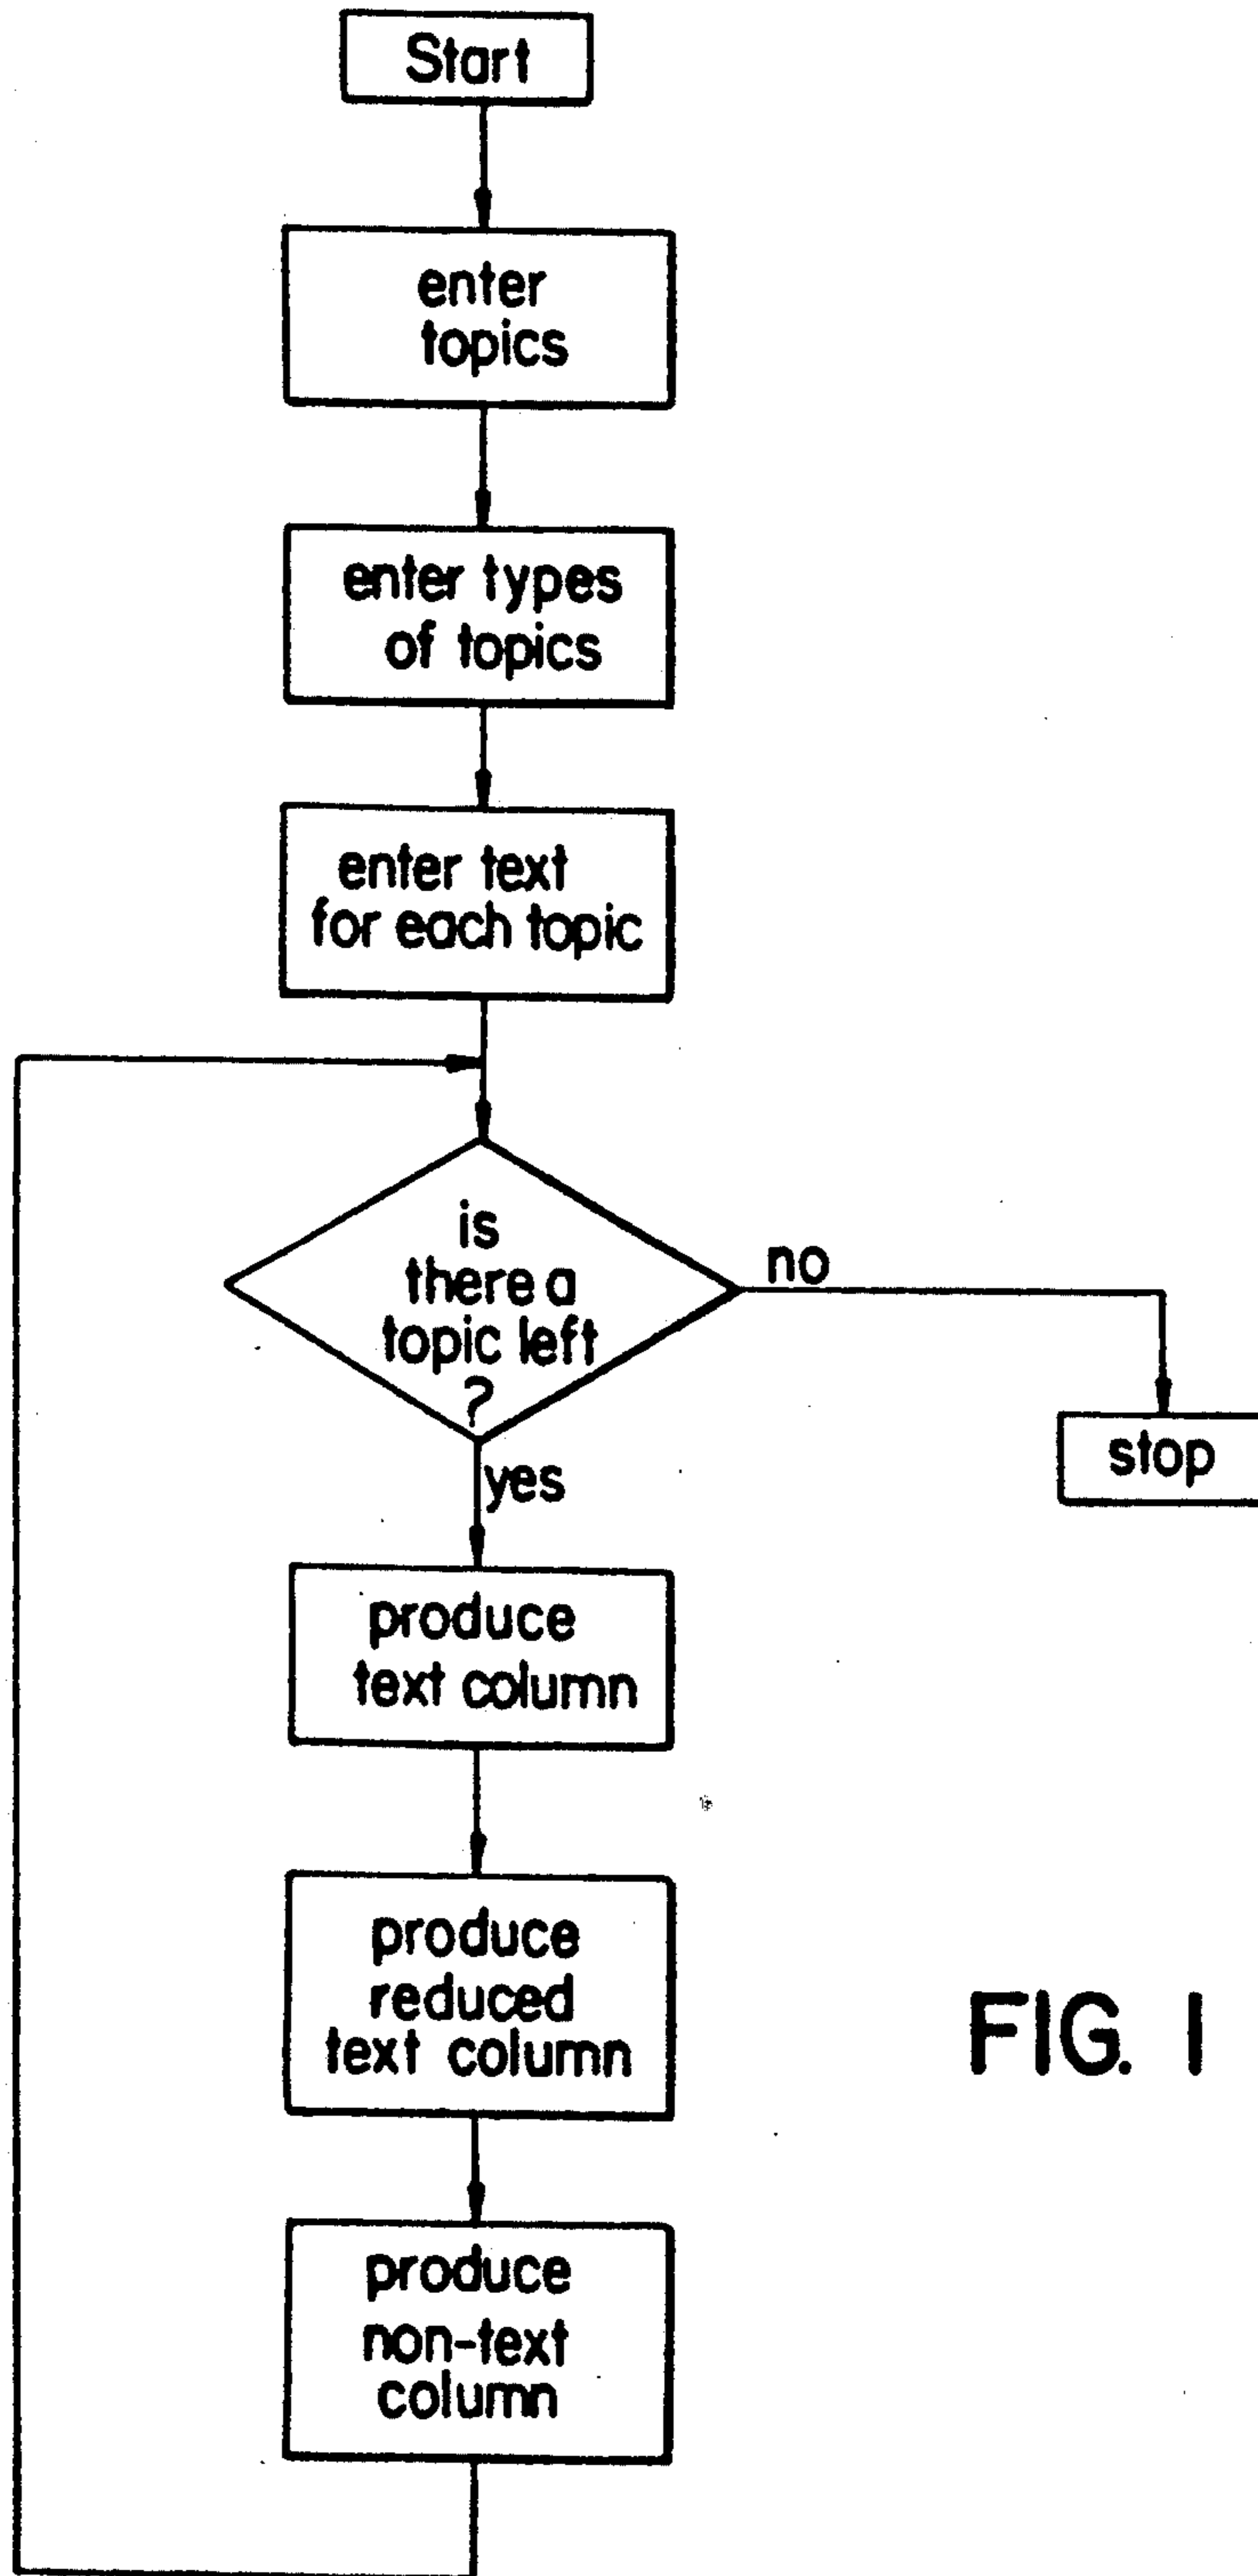 Start
enter
topics
enter types
of topics
enter text
for each topic
is
there a
topic left
?
no
stop
yes
produce
text column
produce
reduced
text column
produce
non-text
column
FIG. 1